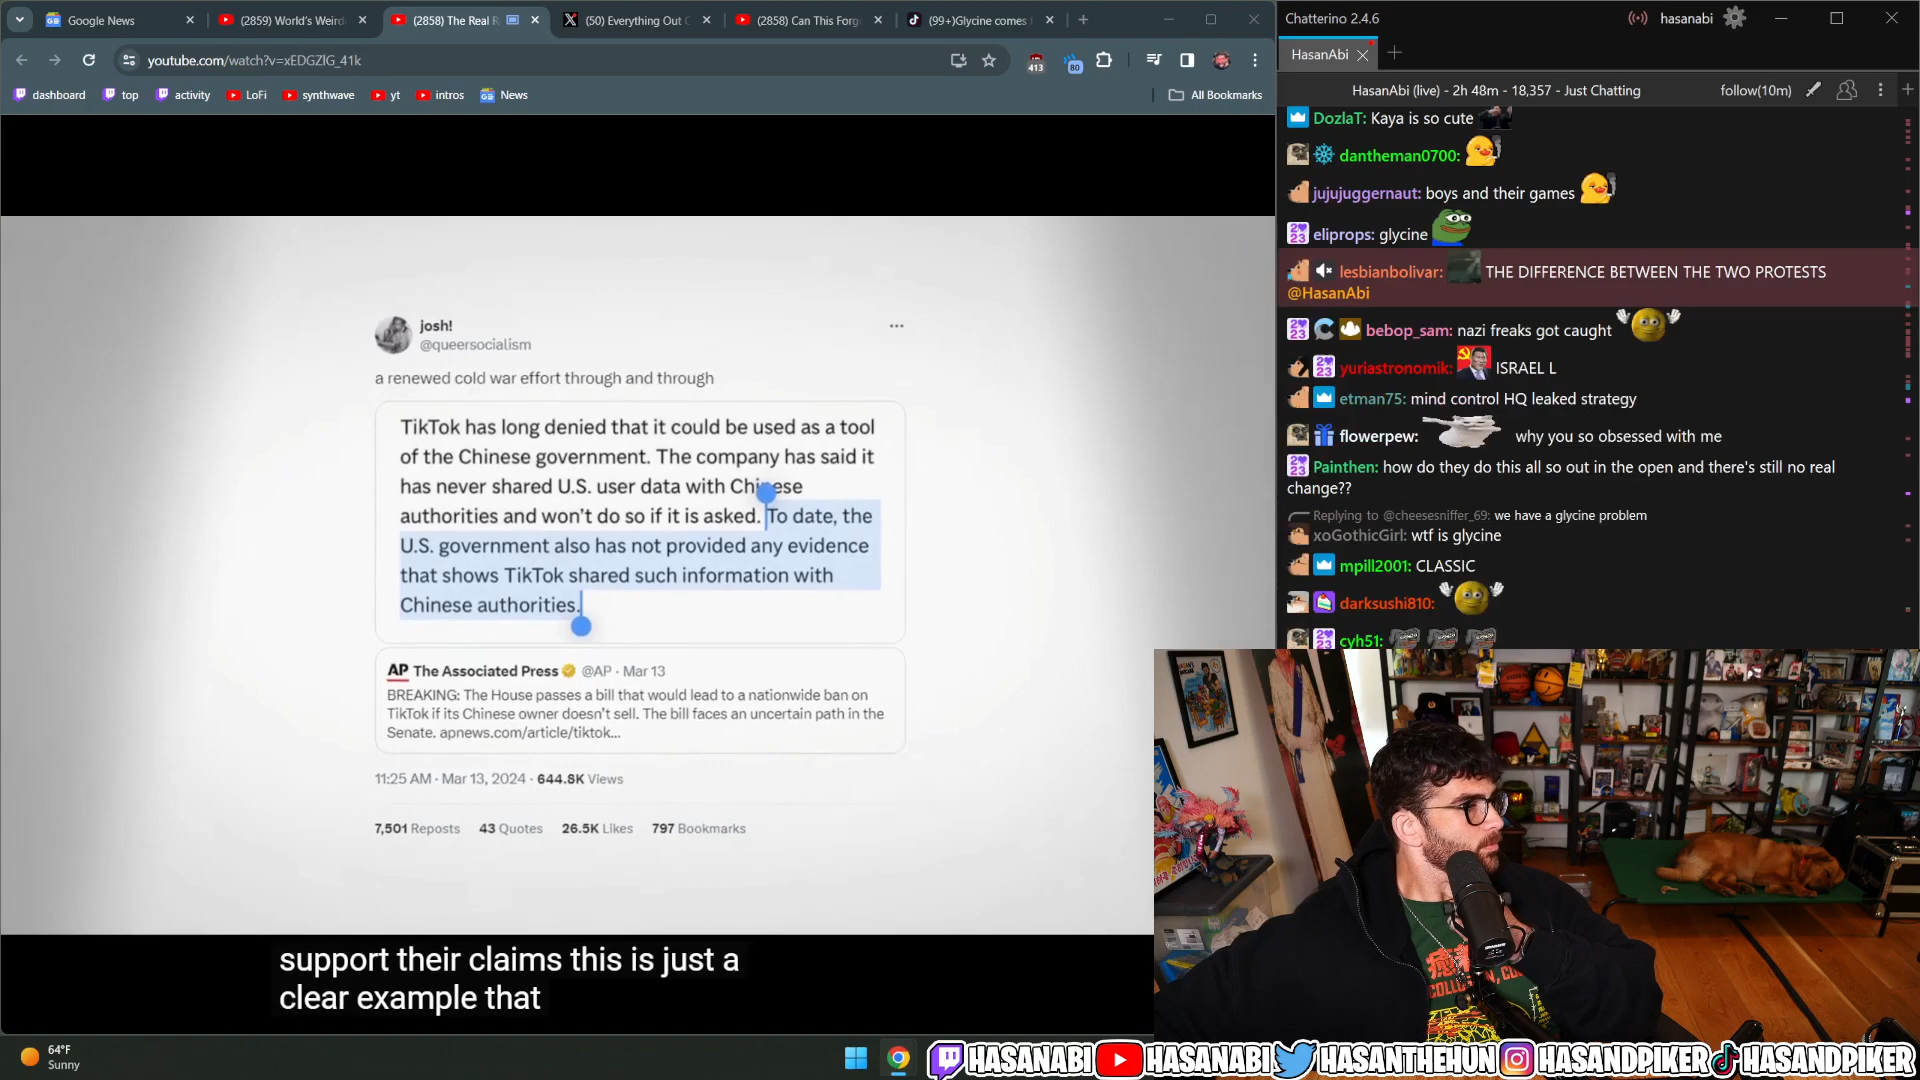 Google News
(2859) World's Weird
(2858) The Real R
(50) Everything Out O
(2858) Can This Forg
(99+)Glycine comes f
youtube.com/watch?v=xEDGZlG_41k
413
80
dashboard
top
activity
LoFi
synthwave
yt
intros
News
All Bookmarks
josh!
@queersocialism
a renewed cold war effort through and through
TikTok has long denied that it could be used as a tool
of the Chinese government. The company has said it
has never shared U.S. user data with Chinese
authorities and won't do so if it is asked. To date, the
U.S. government also has not provided any evidence
that shows TikTok shared such information with
Chinese authorities.
AP The Associated Press @AP · Mar 13
BREAKING: The House passes a bill that would lead to a nationwide ban on
TikTok if its Chinese owner doesn't sell. The bill faces an uncertain path in the
Senate. apnews.com/article/tiktok...
11:25 AM · Mar 13, 2024 · 644.8K Views
7,501 Reposts 43 Quotes 26.5K Likes 797 Bookmarks
support their claims this is just a
clear example that
64°F
Sunny
Chatterino 2.4.6
hasanabi
HasanAbi
HasanAbi (live) - 2h 48m - 18,357 - Just Chatting
follow(10m)
DozlaT: Kaya is so cute
dantheman0700:
jujujuggernaut: boys and their games
eliprops: glycine
lesbianbolivar: THE DIFFERENCE BETWEEN THE TWO PROTESTS
@HasanAbi
bebop_sam: nazi freaks got caught
yuriastronomik: ISRAEL L
etman75: mind control HQ leaked strategy
flowerpew: why you so obsessed with me
Painthen: how do they do this all so out in the open and there's still no real
change??
Replying to @cheesesniffer_69: we have a glycine problem
xoGothicGirl: wtf is glycine
mpill2001: CLASSIC
darksushi810:
cyh51:
HASANABI
HASANABI
HASANTHEHUN
HASANDPIKER
HASANDPIKER